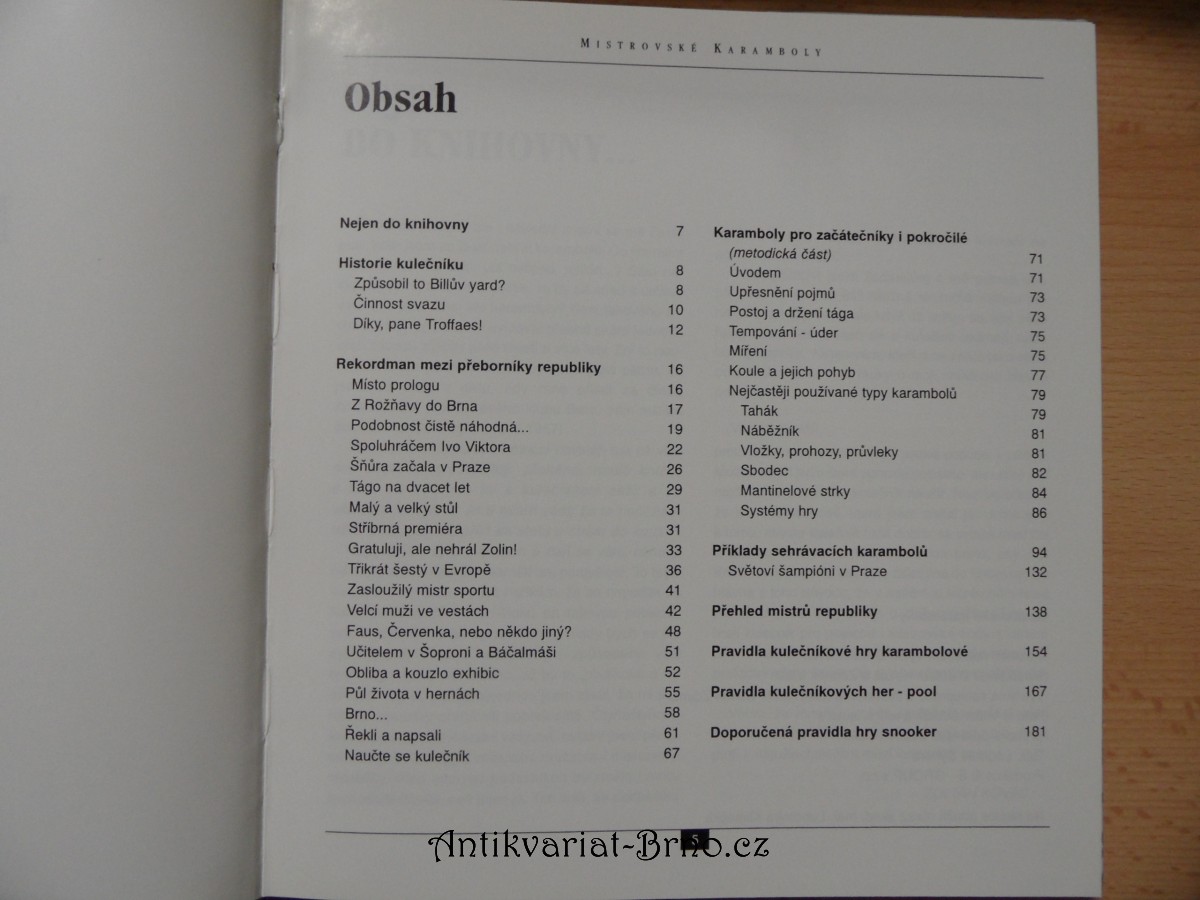 Mistrovské Karamboly
Obsah
DO KNIHOVNY...
Nejen do knihovny 7
Historie kulečníku 8
Způsobil to Billův yard? 8
Činnost svazu 10
Díky, pane Troffaes! 12
Rekordman mezi přeborníky republiky 16
Místo prologu 16
Z Rožňavy do Brna 17
Podobnost čistě náhodná... 19
Spoluhráčem Ivo Viktora 22
Šňůra začala v Praze 26
Tágo na dvacet let 29
Malý a velký stůl 31
Stříbrná premiéra 31
Gratuluji, ale nehrál Zolin! 33
Třikrát šestý v Evropě 36
Zasloužilý mistr sportu 41
Velcí muži ve vestách 42
Faus, Červenka, nebo někdo jiný? 48
Učitelem v Šoproni a Báčalmáši 51
Obliba a kouzlo exhibic 52
Půl života v hernách 55
Brno... 58
Řekli a napsali 61
Naučte se kulečník 67
Karamboly pro začátečníky i pokročilé
(metodická část) 71
Úvodem 71
Upřesnění pojmů 73
Postoj a držení tága 73
Tempování - úder 75
Míření 75
Koule a jejich pohyb 77
Nejčastěji používané typy karambolů 79
Tahák 79
Náběžník 81
Vložky, prohozy, průvleky 81
Sbodec 82
Mantinelové strky 84
Systémy hry 86
Příklady sehrávacích karambolů 94
Světoví šampióni v Praze 132
Přehled mistrů republiky 138
Pravidla kulečníkové hry karambolové 154
Pravidla kulečníkových her - pool 167
Doporučená pravidla hry snooker 181
5
Antikvariat-Brno.cz